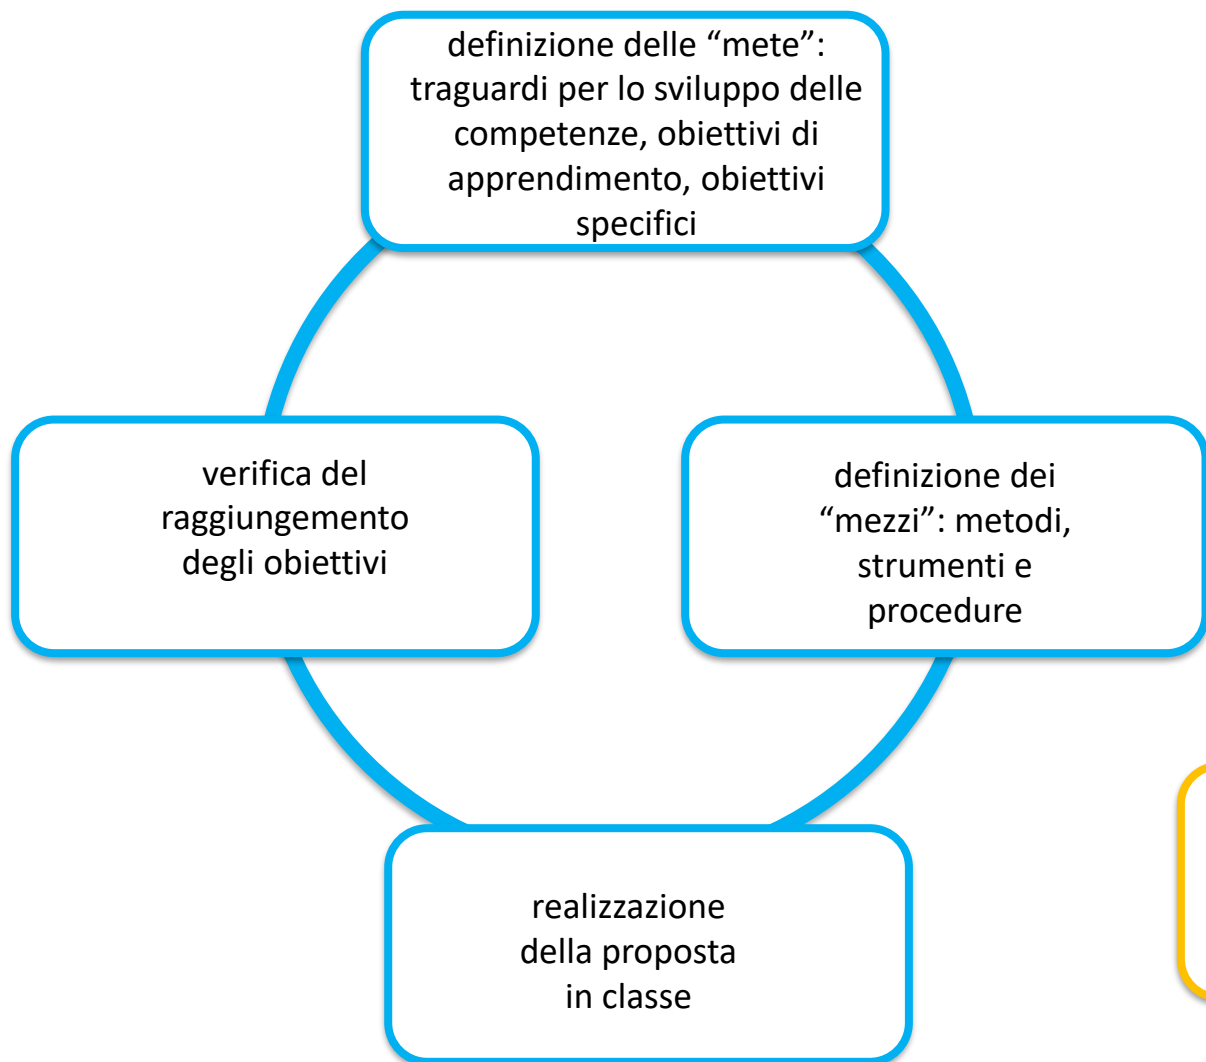 definizione delle “mete”:
traguardi per lo sviluppo delle
competenze, obiettivi di
apprendimento, obiettivi
specifici
verifica del
raggiungemento
degli obiettivi
definizione dei
“mezzi”: metodi,
strumenti e
procedure
realizzazione
della proposta
in classe